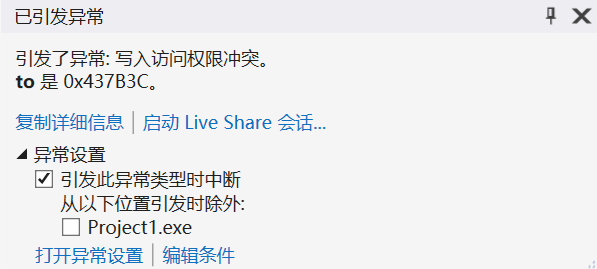 已引发异常
引发了异常: 写入访问权限冲突。
to 是 0x437B3C。
复制详细信息 | 启动 Live Share 会话...
异常设置
引发此异常类型时中断
从以下位置引发时除外:
Project1.exe
打开异常设置 | 编辑条件